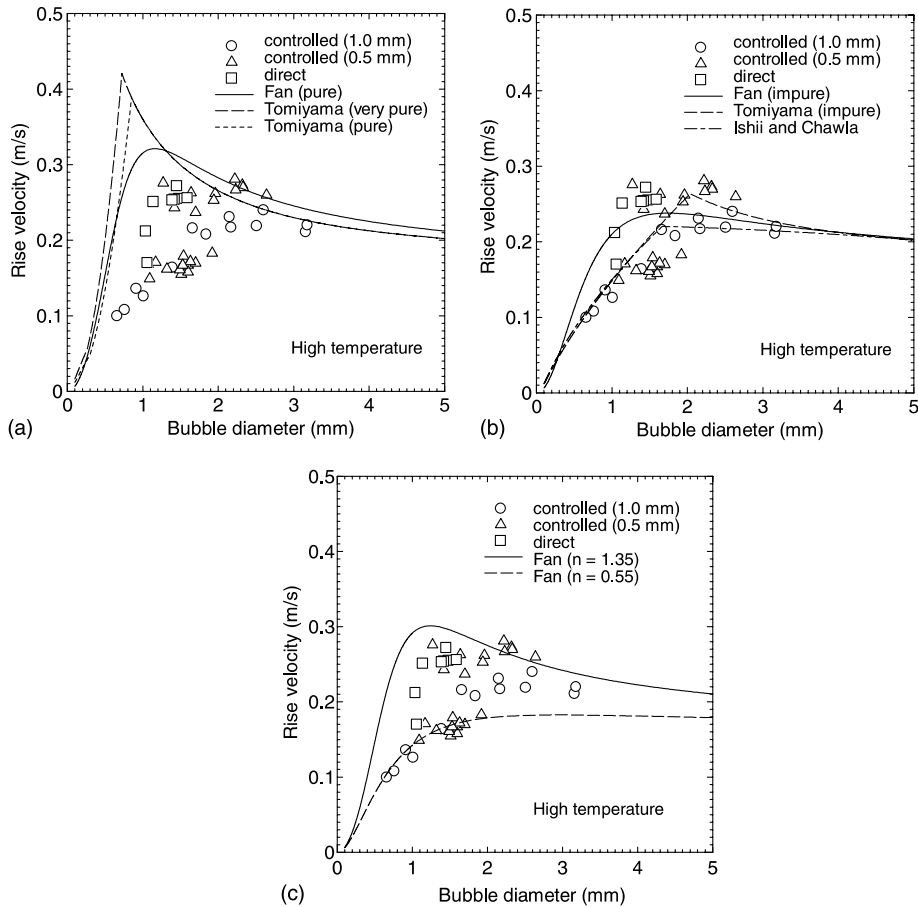 0.5
0.4
0.3
0.2
0.1
0
Rise velocity (m/s)
controlled (1.0 mm)
controlled (0.5 mm)
direct
Fan (pure)
Tomiyama (very pure)
Tomiyama (pure)
High temperature
0 1 2 3 4 5
Bubble diameter (mm)
(a)
0.5
0.4
0.3
0.2
0.1
0
Rise velocity (m/s)
controlled (1.0 mm)
controlled (0.5 mm)
direct
Fan (impure)
Tomiyama (impure)
Ishii and Chawla
High temperature
0 1 2 3 4 5
Bubble diameter (mm)
(b)
0.5
0.4
0.3
0.2
0.1
0
Rise velocity (m/s)
controlled (1.0 mm)
controlled (0.5 mm)
direct
Fan (n = 1.35)
Fan (n = 0.55)
High temperature
0 1 2 3 4 5
Bubble diameter (mm)
(c)